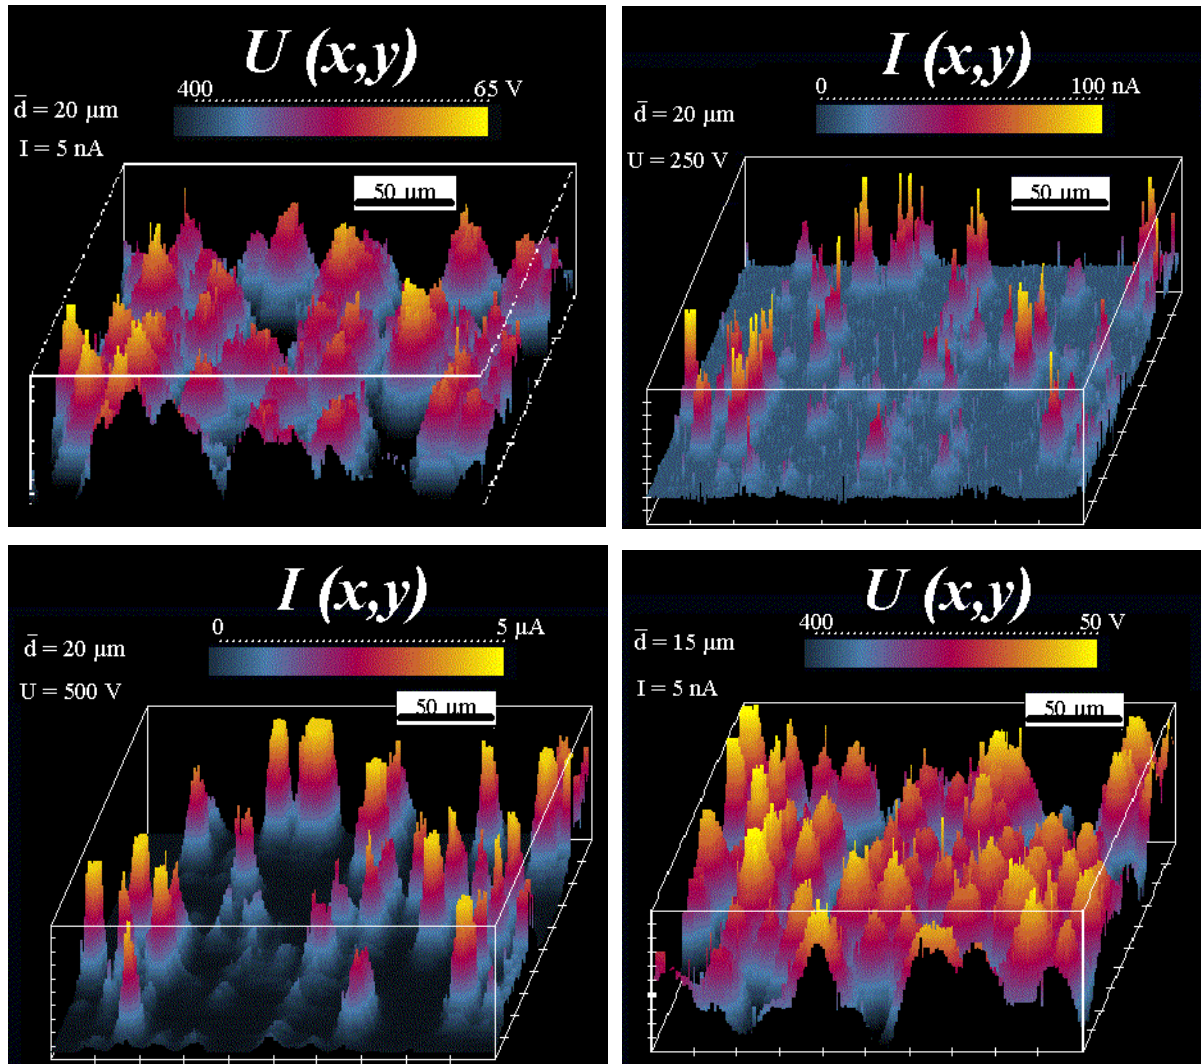 U (x,y)
400 65 V
d̅ = 20 µm
I = 5 nA
50 µm
I (x,y)
0 100 nA
d̅ = 20 µm
U = 250 V
50 µm
I (x,y)
0 5 µA
d̅ = 20 µm
U = 500 V
50 µm
U (x,y)
400 50 V
d̅ = 15 µm
I = 5 nA
50 µm